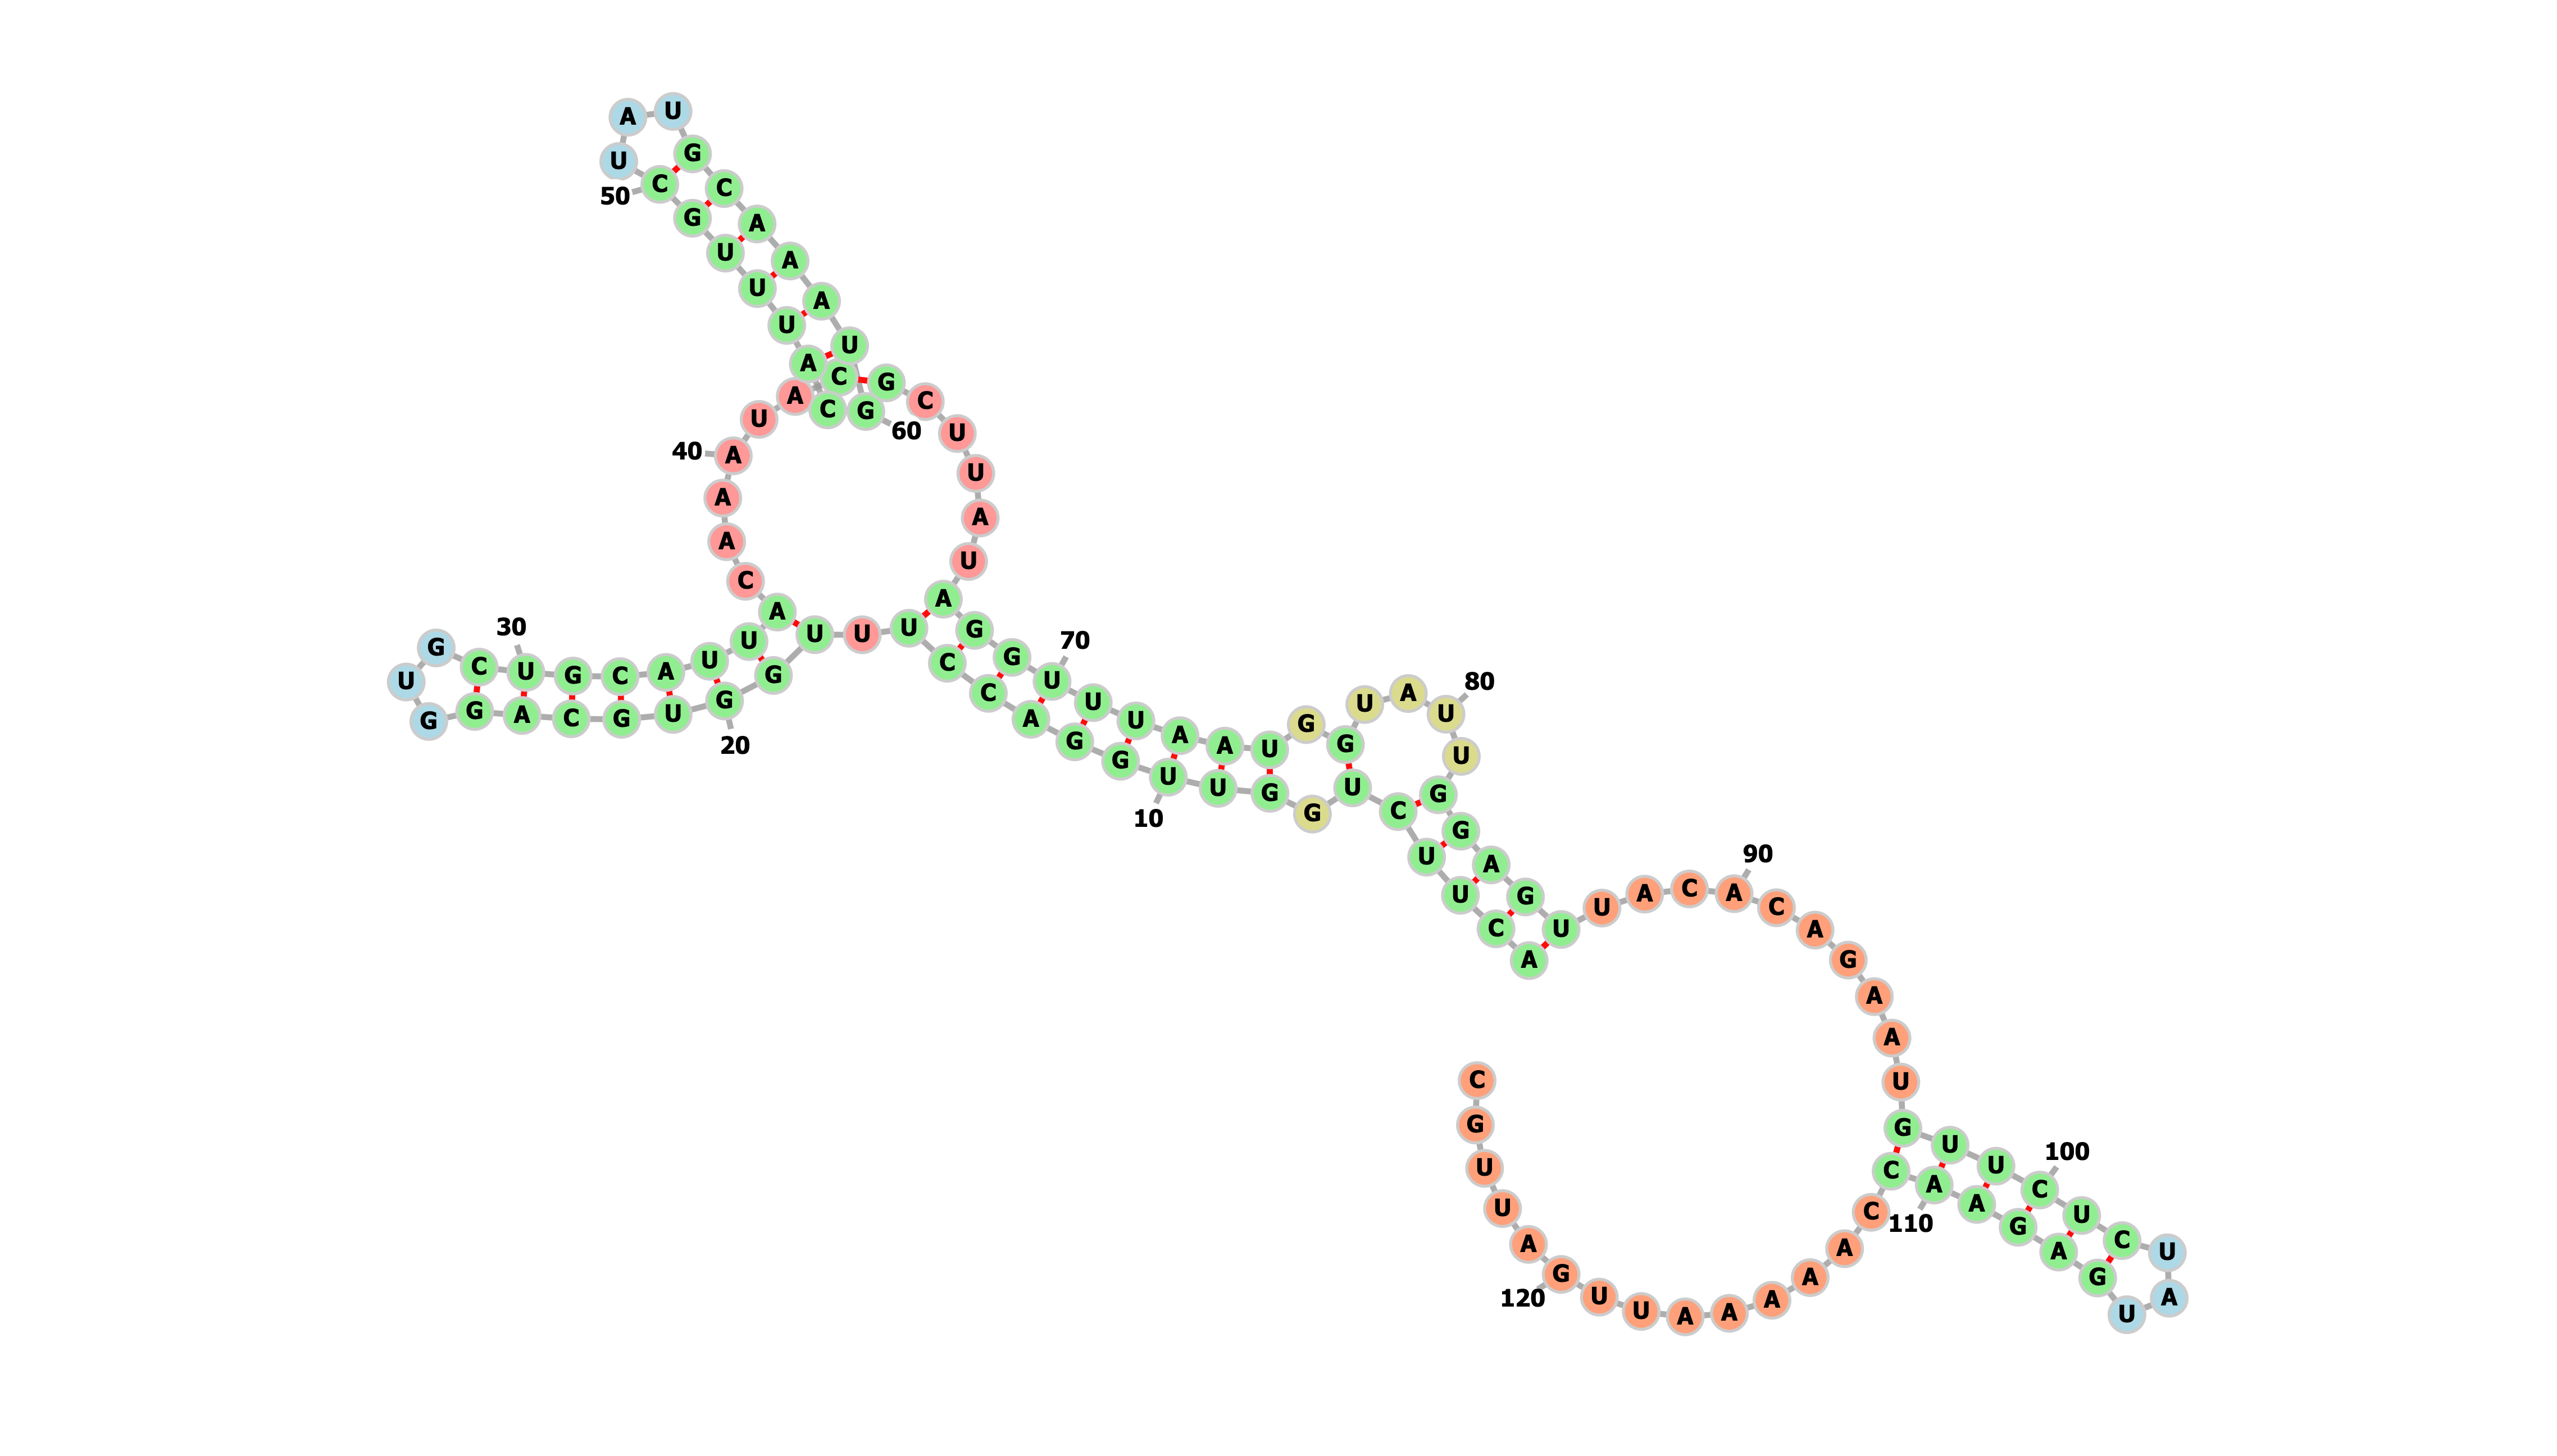 A C U U C U G G U U
10
G G A C C U U U G G
20
U G C A G G U G C U
30
G C A U U A C A A A
40
U A C C A U U U G C
50
U A U G C A A A U G
60
G C U U A U A G G U
70
U U A A U G G U A U
80
U G G A G U U A C A
90
C A G A A U G U U C
100
U C U A U G A G A A
110
C C A A A A A U U G
120
A U U G C